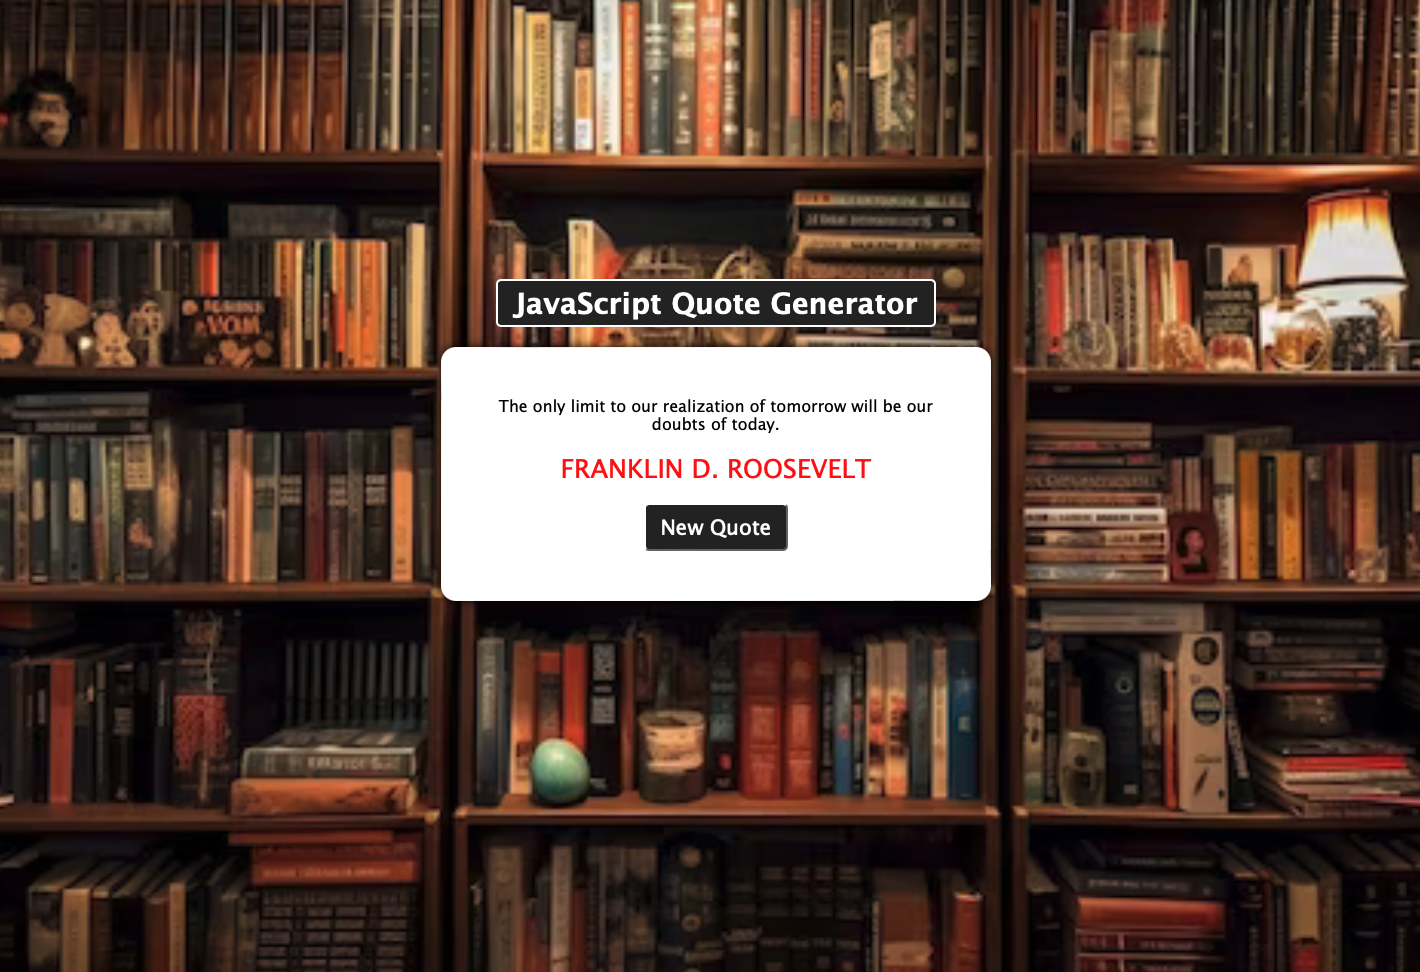 JavaScript Quote Generator
The only limit to our realization of tomorrow will be our
doubts of today.
FRANKLIN D. ROOSEVELT
New Quote